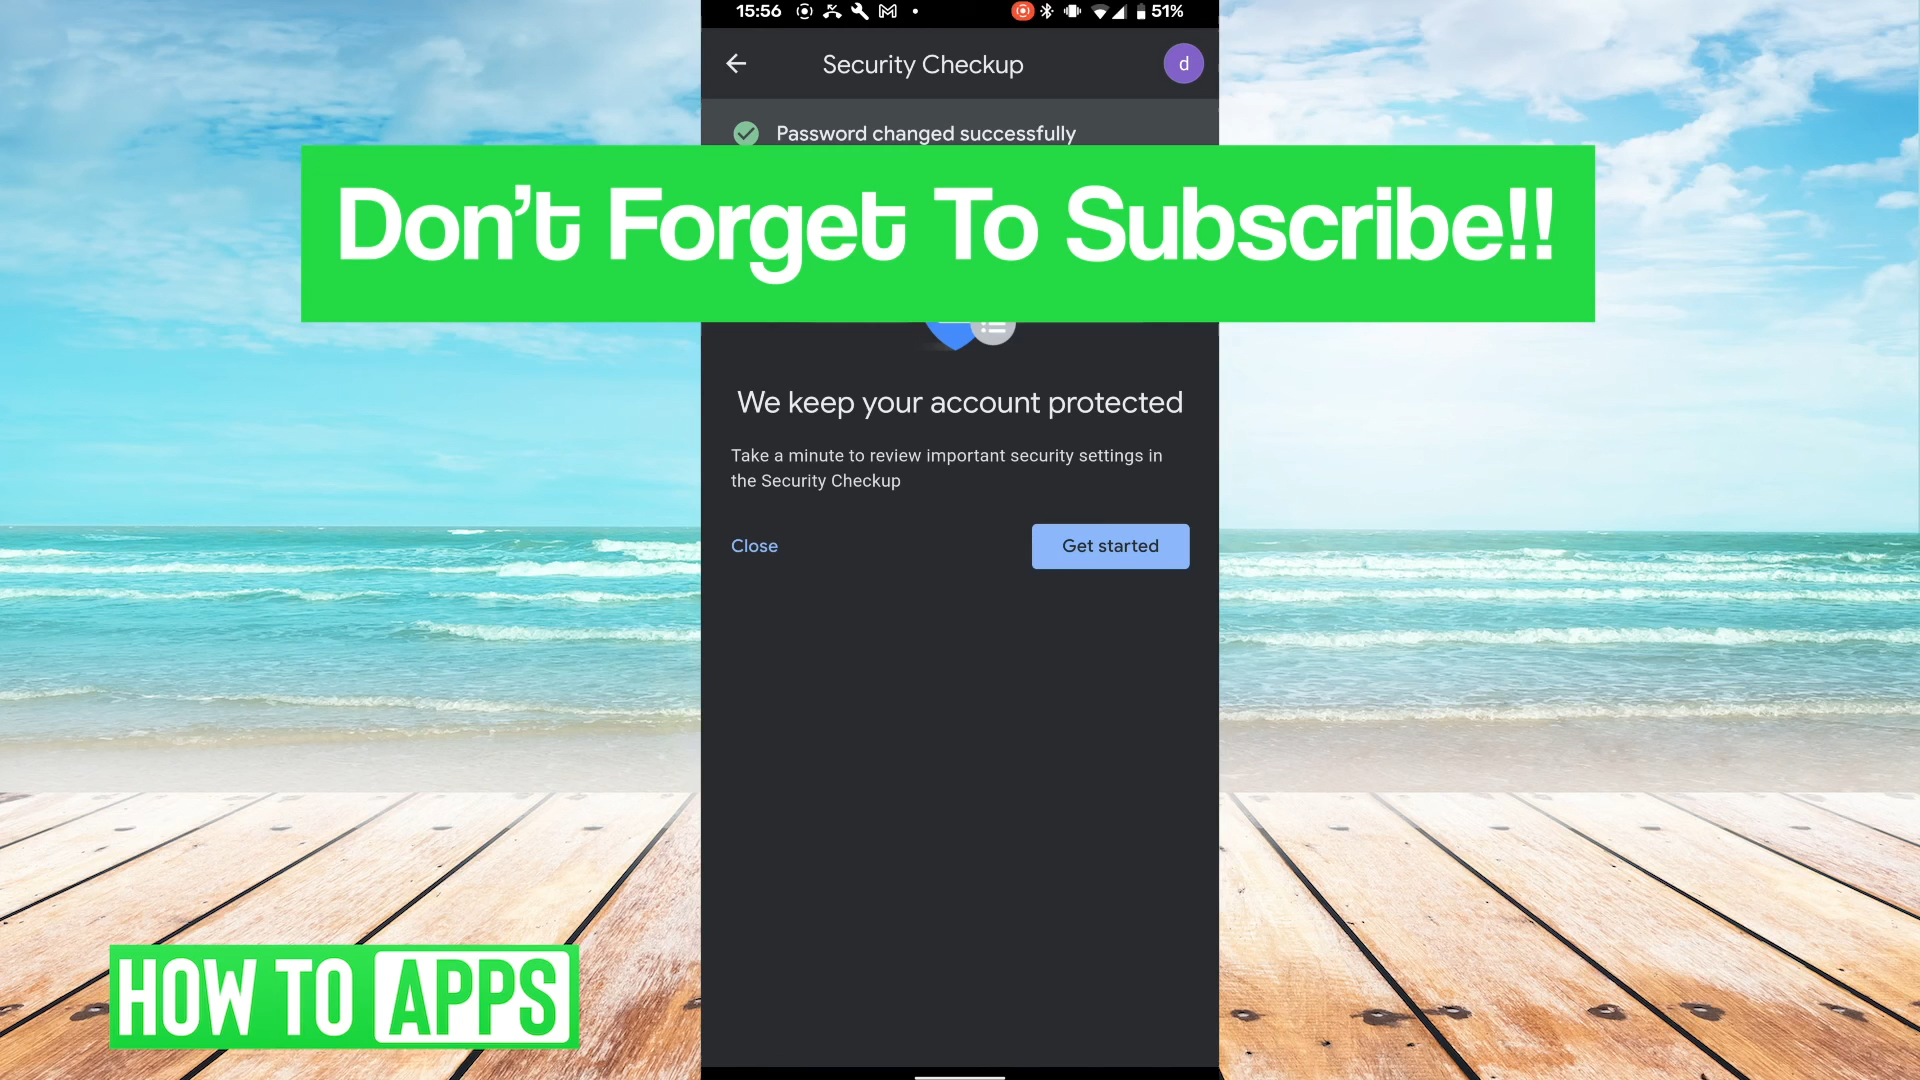 15:56
51%
Security Checkup
d
Password changed successfully
Don't Forget To Subscribe!!
We keep your account protected
Take a minute to review important security settings in
the Security Checkup
Close
Get started
HOW TO APPS